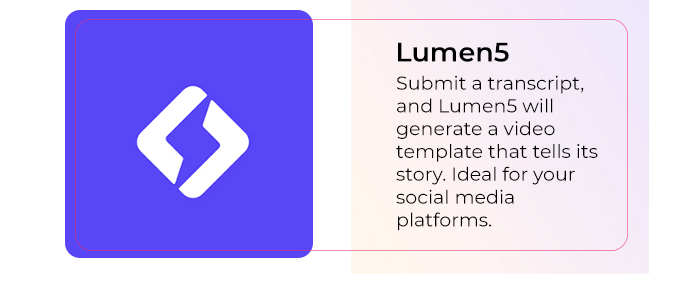 Lumen5
Submit a transcript,
and Lumen5 will
generate a video
template that tells its
story. Ideal for your
social media
platforms.